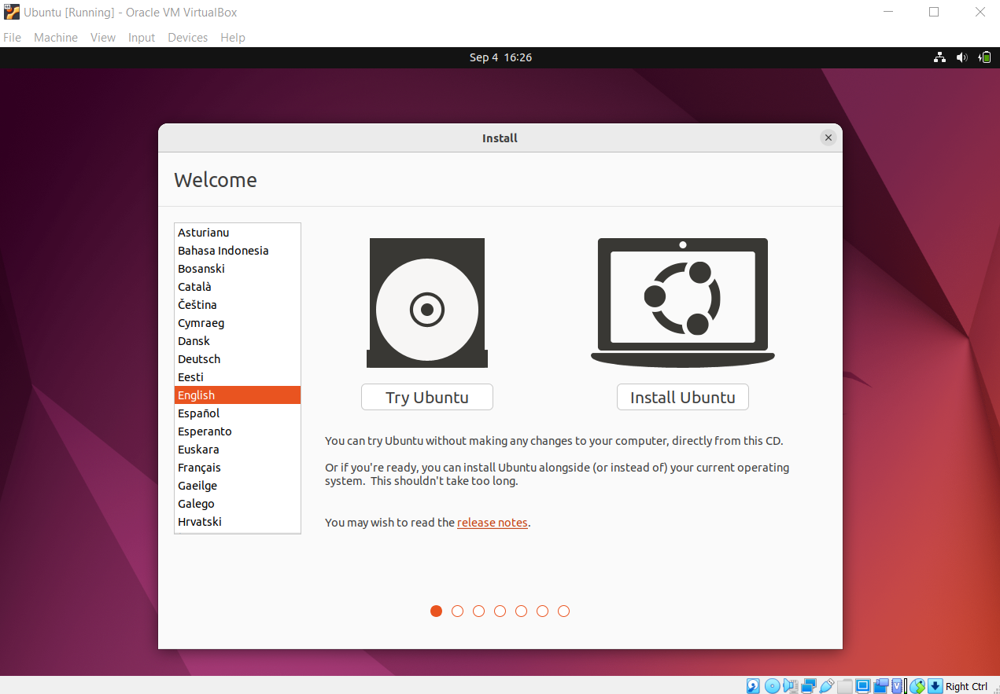 Ubuntu [Running] - Oracle VM VirtualBox
File Machine View Input Devices Help
Sep 4 16:26
Install
Welcome
Asturianu
Bahasa Indonesia
Bosanski
Català
Čeština
Cymraeg
Dansk
Deutsch
Eesti
English
Español
Esperanto
Euskara
Français
Gaeilge
Galego
Hrvatski
Try Ubuntu
Install Ubuntu
You can try Ubuntu without making any changes to your computer, directly from this CD.
Or if you're ready, you can install Ubuntu alongside (or instead of) your current operating
system. This shouldn't take too long.
You may wish to read the release notes.
Right Ctrl